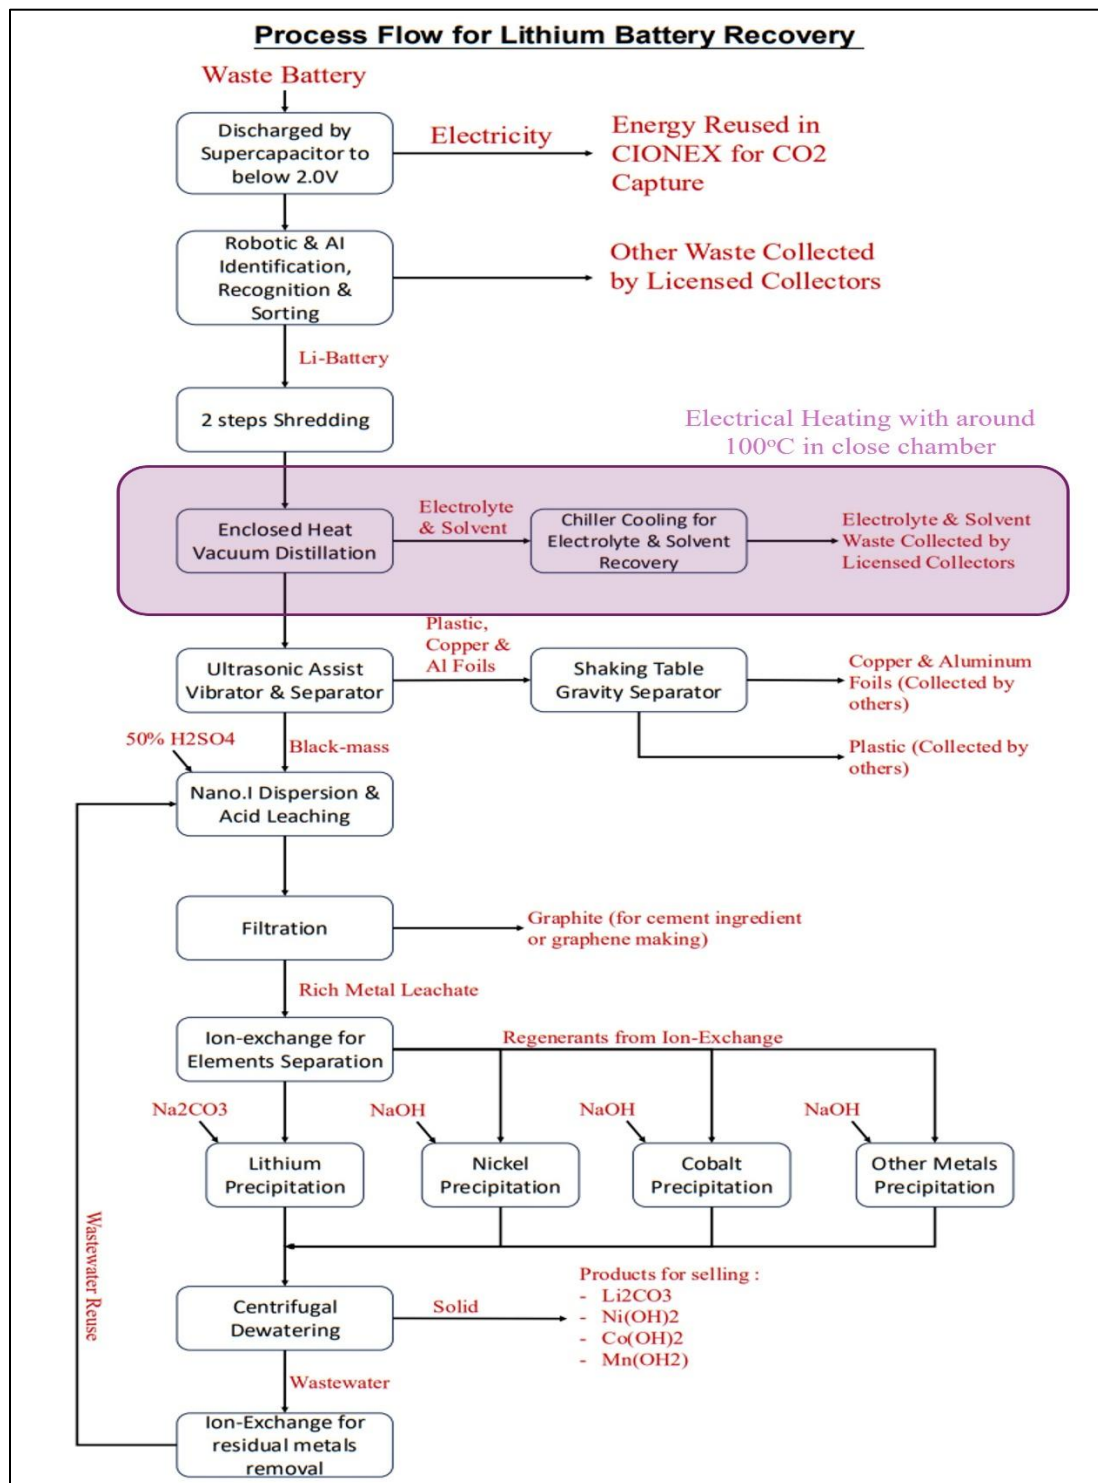 Process Flow for Lithium Battery Recovery
Waste Battery
Discharged by
Supercapacitor to
below 2.0V
Electricity
Energy Reused in
CIONEX for CO2
Capture
Robotic & AI
Identification,
Recognition &
Sorting
Other Waste Collected
by Licensed Collectors
Li-Battery
2 steps Shredding
Electrical Heating with around
100°C in close chamber
Enclosed Heat
Vacuum Distillation
Electrolyte
& Solvent
Chiller Cooling for
Electrolyte & Solvent
Recovery
Electrolyte & Solvent
Waste Collected by
Licensed Collectors
Ultrasonic Assist
Vibrator & Separator
Plastic,
Copper &
Al Foils
Shaking Table
Gravity Separator
Copper & Aluminum
Foils (Collected by
others)
Plastic (Collected by
others)
50% H2SO4
Black-mass
Nano.I Dispersion &
Acid Leaching
Filtration
Graphite (for cement ingredient
or graphene making)
Rich Metal Leachate
Ion-exchange for
Elements Separation
Regenerants from Ion-Exchange
Na2CO3
NaOH
NaOH
NaOH
Lithium
Precipitation
Nickel
Precipitation
Cobalt
Precipitation
Other Metals
Precipitation
Wastewater Reuse
Centrifugal
Dewatering
Solid
Products for selling :
- Li2CO3
- Ni(OH)2
- Co(OH)2
- Mn(OH2)
Wastewater
Ion-Exchange for
residual metals
removal